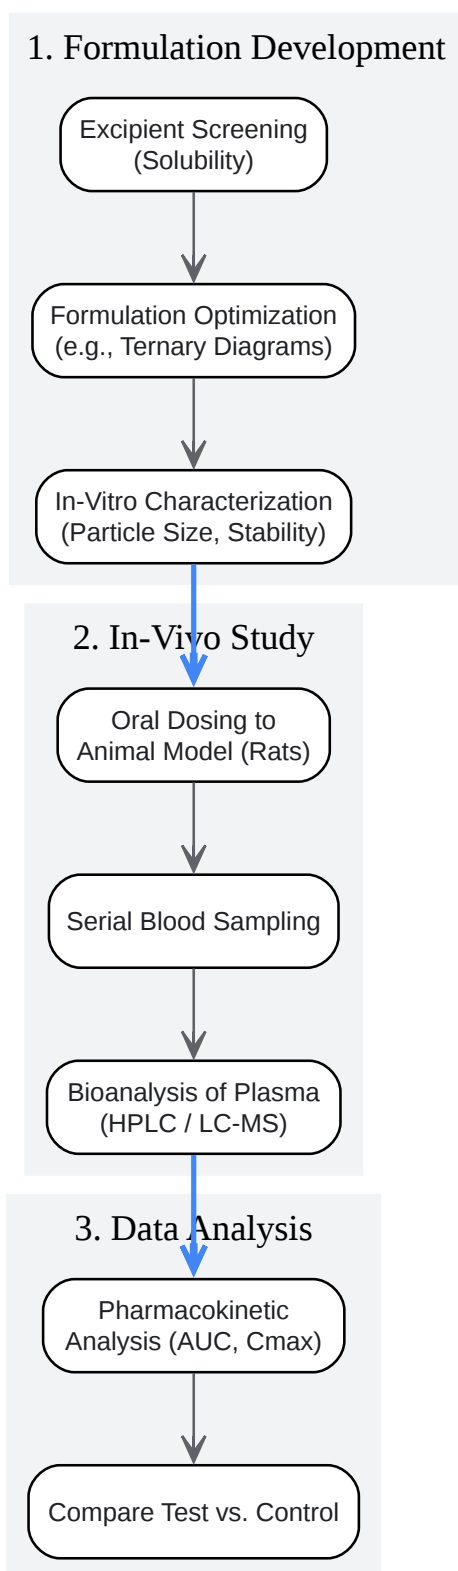 1. Formulation Development
Excipient Screening
(Solubility)
Formulation Optimization
(e.g., Ternary Diagrams)
In-Vitro Characterization
(Particle Size, Stability)
2. In-Vivo Study
Oral Dosing to
Animal Model (Rats)
Serial Blood Sampling
Bioanalysis of Plasma
(HPLC / LC-MS)
3. Data Analysis
Pharmacokinetic
Analysis (AUC, Cmax)
Compare Test vs. Control